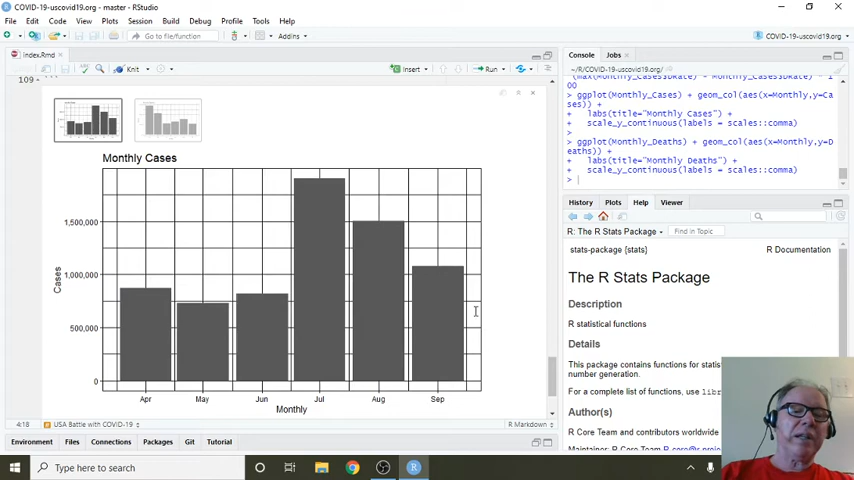 COVID-19-uscovid19.org - master - RStudio
File Edit Code View Plots Session Build Debug Profile Tools Help
Go to file/function Addins COVID-19-uscovid19.org
index.Rmd
Knit Insert Run
109
Monthly Cases
1,500,000
1,000,000
500,000
0
Cases
Apr May Jun Jul Aug Sep
Monthly
4:18 USA Battle with COVID-19 R Markdown
Environment Files Connections Packages Git Tutorial
Console Jobs
~/R/COVID-19-uscovid19.org/
00
> ggplot(Monthly_Cases) + geom_col(aes(x=Monthly,y=Ca
ses)) +
+ labs(title="Monthly Cases") +
+ scale_y_continuous(labels = scales::comma)
>
> ggplot(Monthly_Deaths) + geom_col(aes(x=Monthly,y=D
eaths)) +
+ labs(title="Monthly Deaths") +
+ scale_y_continuous(labels = scales::comma)
>
History Plots Help Viewer
R: The R Stats Package Find in Topic
stats-package {stats} R Documentation
The R Stats Package
Description
R statistical functions
Details
This package contains functions for
number generation.
For a complete list of functions, use
Author(s)
R Core Team and contributors worldwide
Maintainer: R Core Team
Type here to search